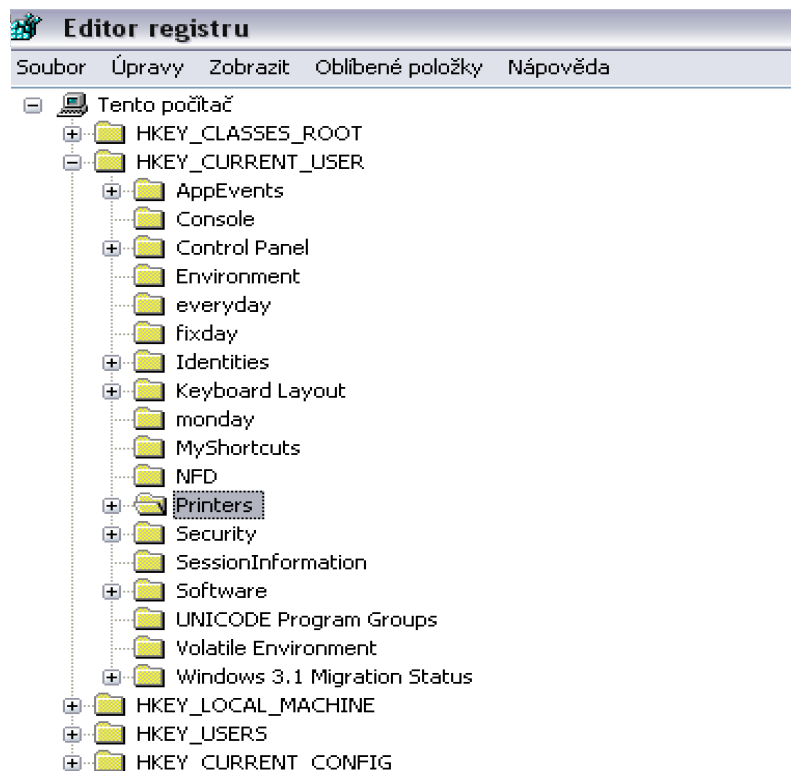 Editor registru
Soubor Úpravy Zobrazit Oblíbené položky Nápověda
Tento počítač
HKEY_CLASSES_ROOT
HKEY_CURRENT_USER
AppEvents
Console
Control Panel
Environment
everyday
fixday
Identities
Keyboard Layout
monday
MyShortcuts
NFD
Printers
Security
SessionInformation
Software
UNICODE Program Groups
Volatile Environment
Windows 3.1 Migration Status
HKEY_LOCAL_MACHINE
HKEY_USERS
HKEY_CURRENT_CONFIG